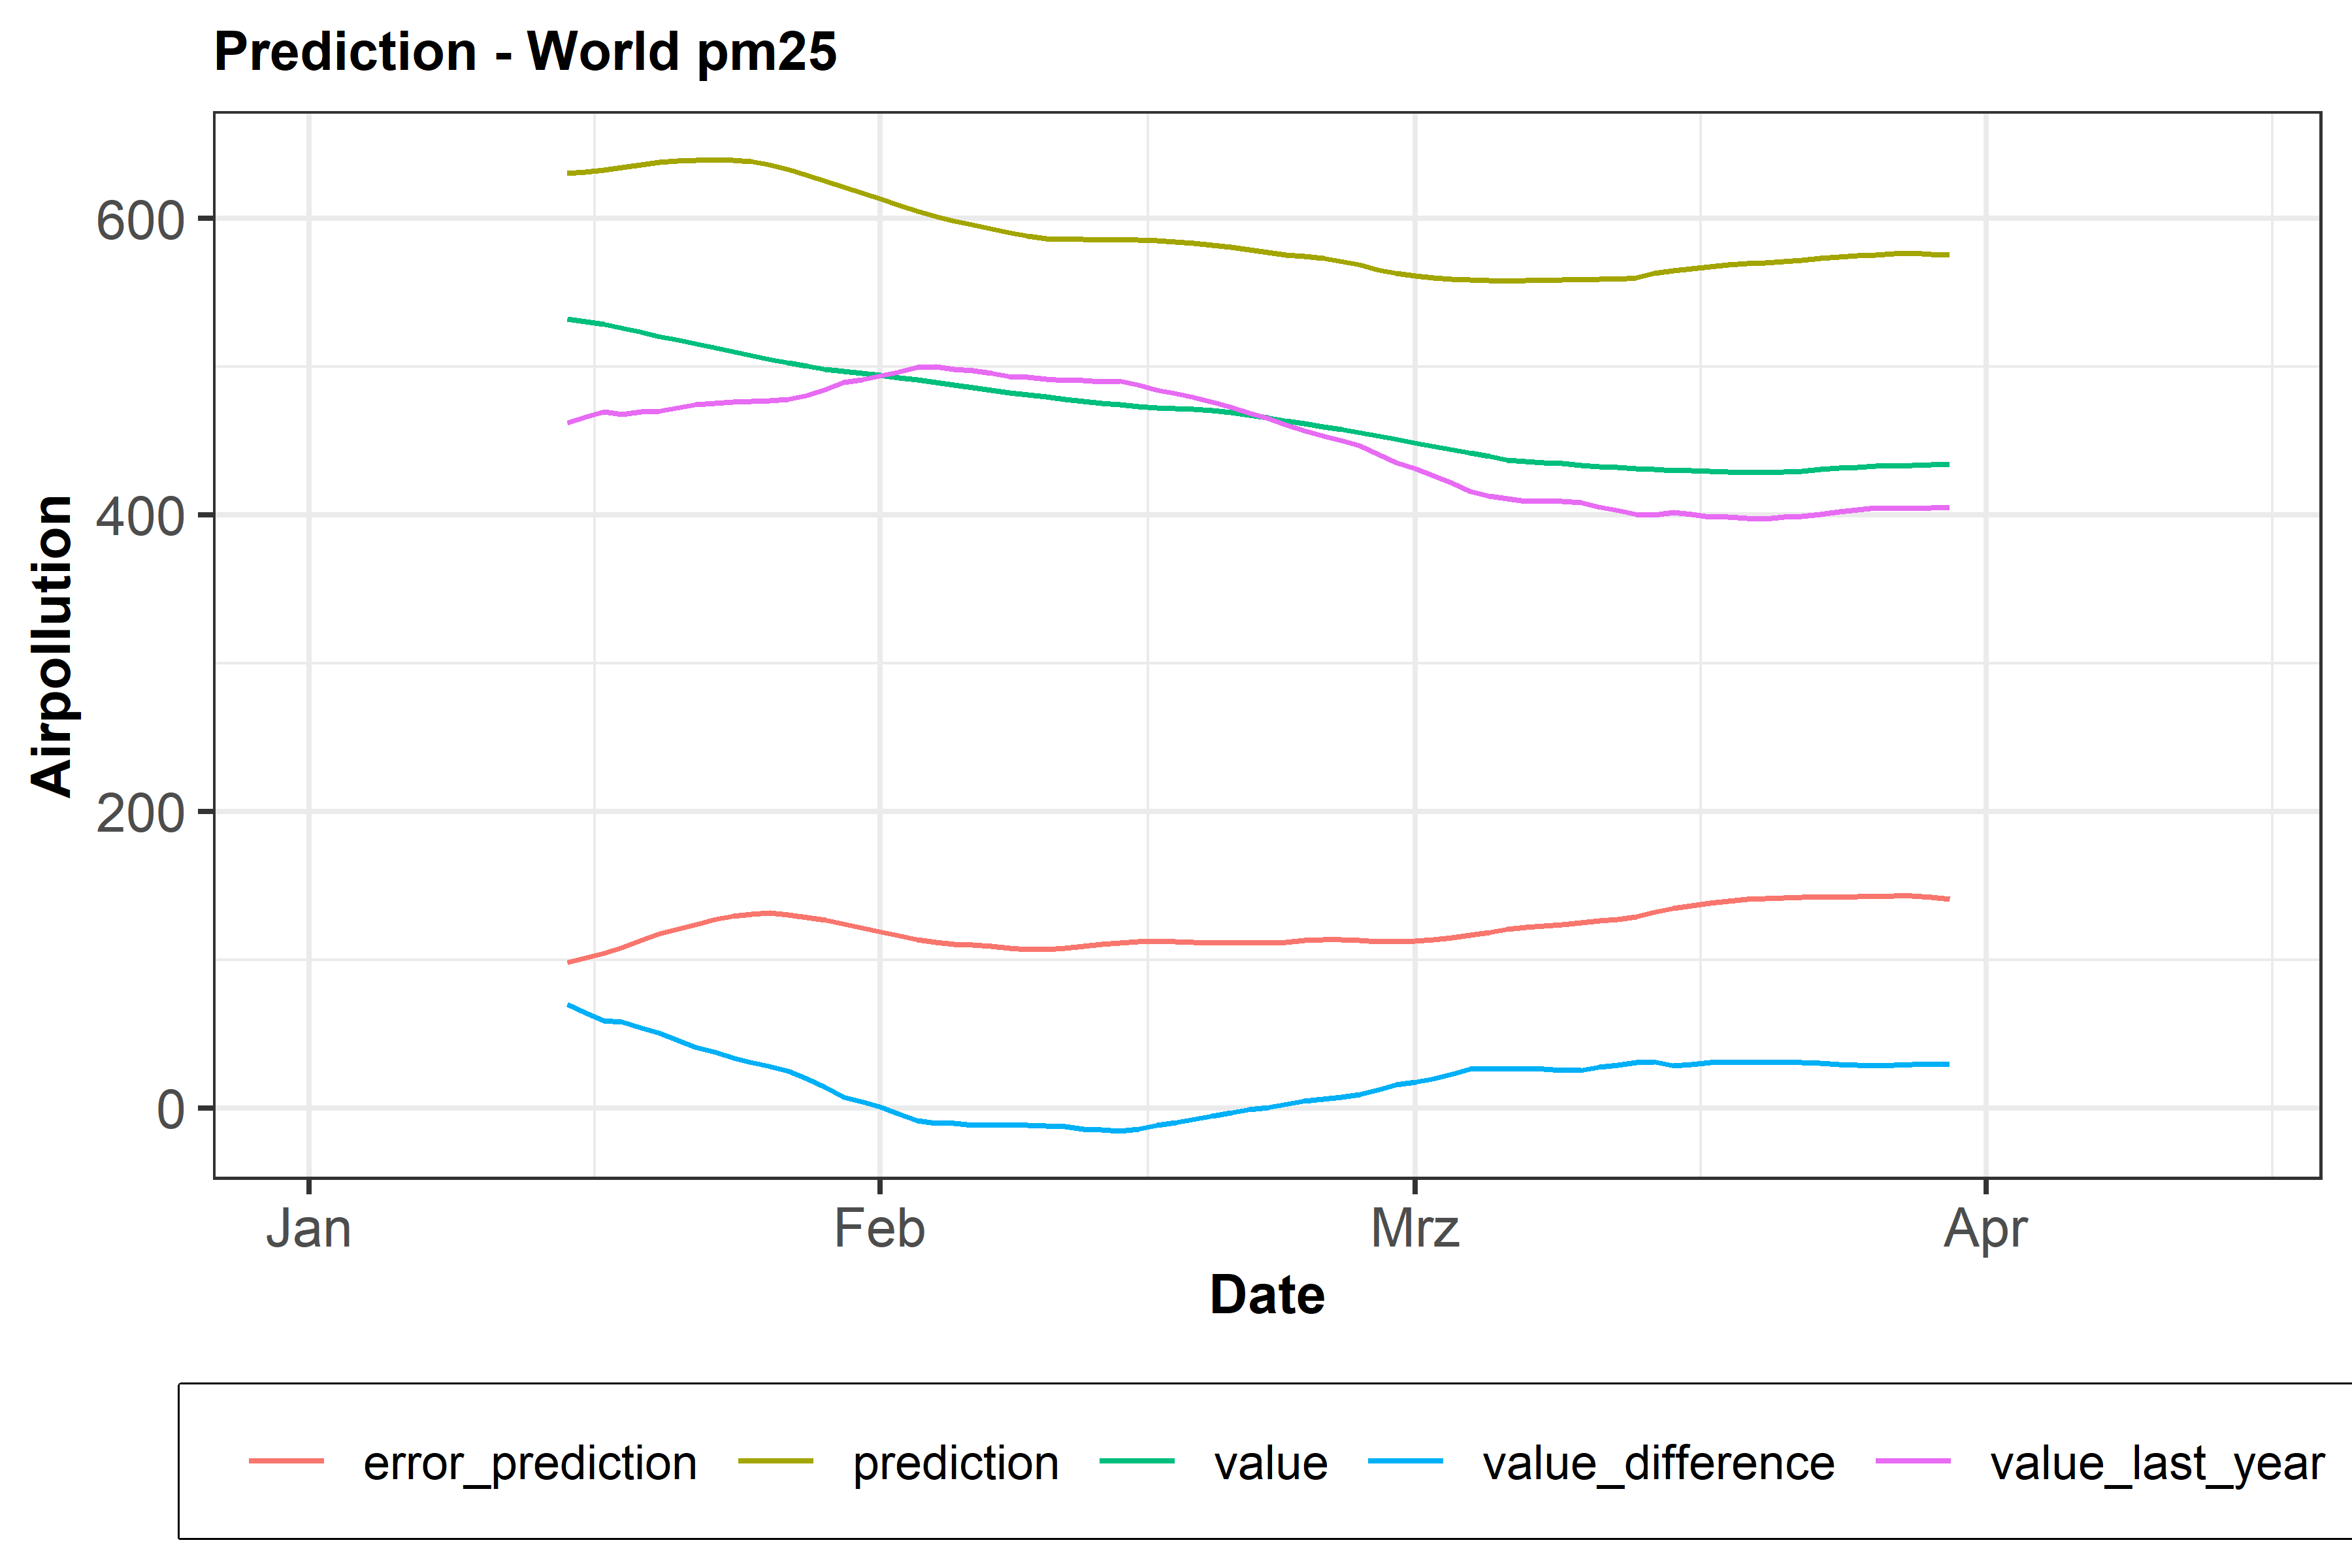 Prediction - World pm25
Airpollution
600
400
200
0
Jan Feb Mrz Apr
Date
error_prediction prediction value value_difference value_last_year